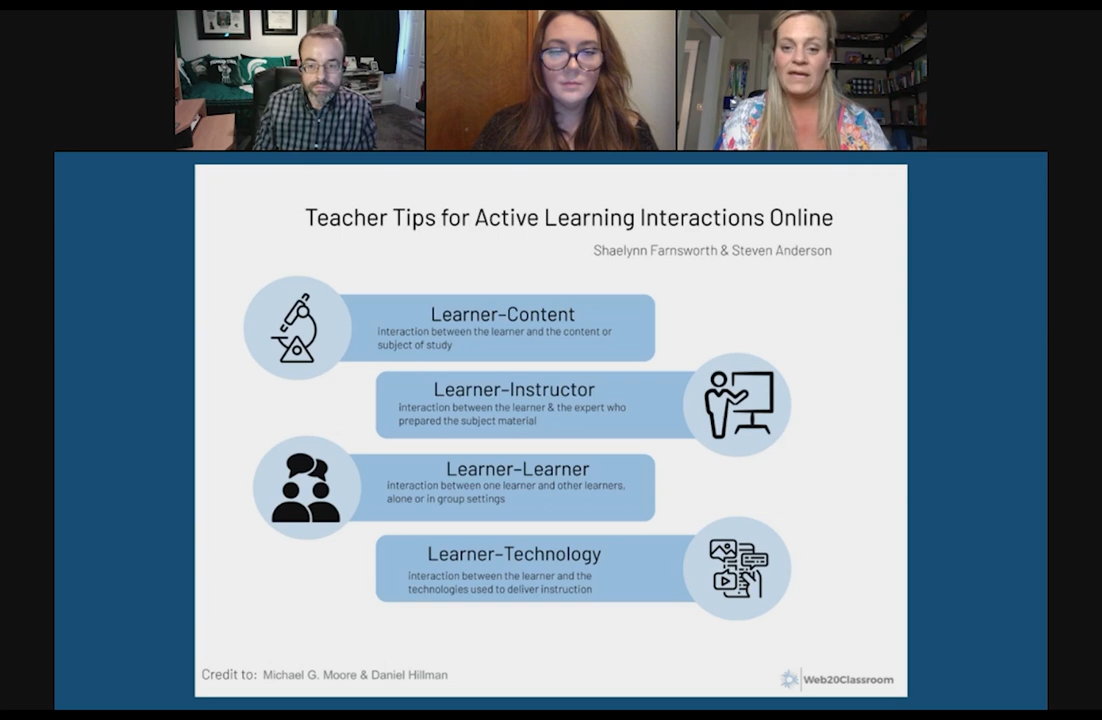 Teacher Tips for Active Learning Interactions Online
Shaelynn Farnsworth & Steven Anderson
Learner–Content
interaction between the learner and the content or
subject of study
Learner–Instructor
interaction between the learner & the expert who
prepared the subject material
Learner–Learner
interaction between one learner and other learners,
alone or in group settings
Learner–Technology
interaction between the learner and the
technologies used to deliver instruction
Credit to: Michael G. Moore & Daniel Hillman
Web20Classroom